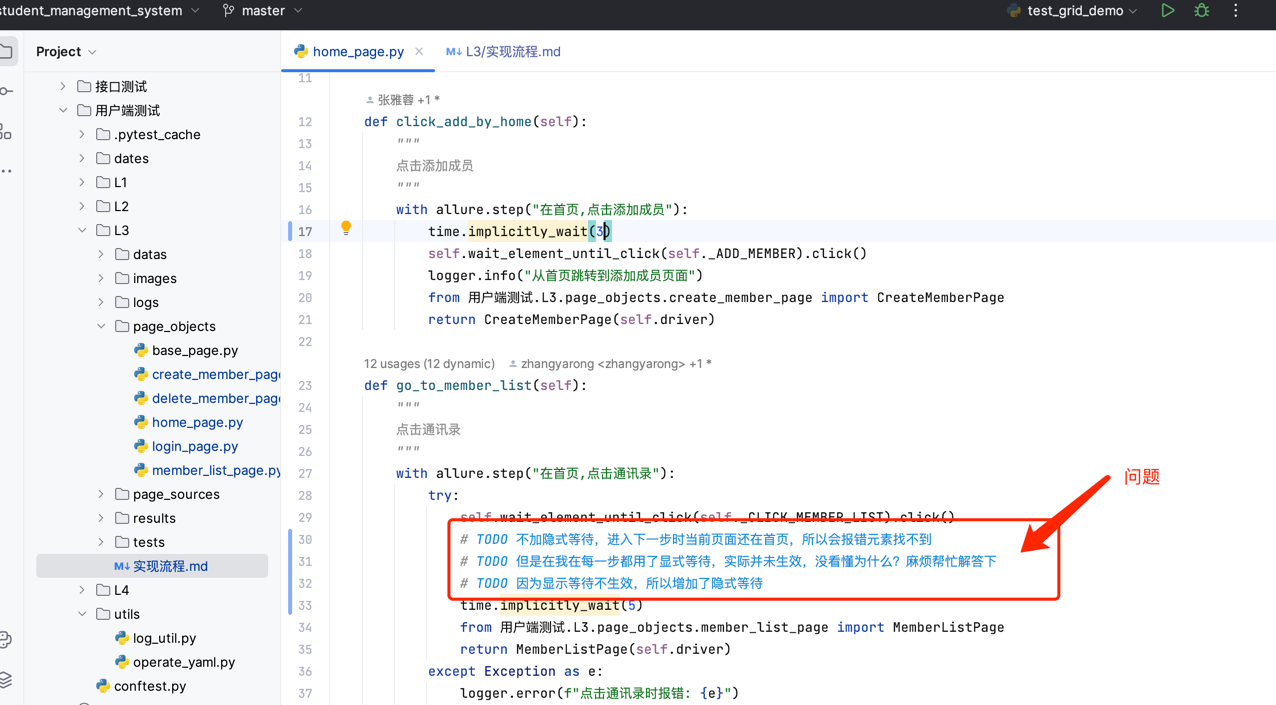 student_management_system master test_grid_demo
Project home_page.py L3/实现流程.md
11
接口测试
张雅蓉 +1 *
用户端测试
12 def click_add_by_home(self):
.pytest_cache
13 """
dates
14 点击添加成员
L1
15 """
L2
16 with allure.step("在首页,点击添加成员"):
L3
17 time.implicitly_wait(3)
datas
18 self.wait_element_until_click(self._ADD_MEMBER).click()
images
19 logger.info("从首页跳转到添加成员页面")
logs
20 from 用户端测试.L3.page_objects.create_member_page import CreateMemberPage
page_objects
21 return CreateMemberPage(self.driver)
base_page.py
22
12 usages (12 dynamic) zhangyarong <zhangyarong> +1 *
create_member_page
23 def go_to_member_list(self):
delete_member_page
24 """
home_page.py
25 点击通讯录
login_page.py
26 """
member_list_page.py
27 with allure.step("在首页,点击通讯录"):
问题
page_sources
28 try:
results
29 self.wait_element_until_click(self._CLICK_MEMBER_LIST).click()
tests
30 # TODO 不加隐式等待，进入下一步时当前页面还在首页，所以会报错元素找不到
M↓ 实现流程.md
31 # TODO 但是在我在每一步都用了显式等待，实际并未生效，没看懂为什么？麻烦帮忙解答下
L4
32 # TODO 因为显示等待不生效，所以增加了隐式等待
utils
33 time.implicitly_wait(5)
log_util.py
34 from 用户端测试.L3.page_objects.member_list_page import MemberListPage
operate_yaml.py
35 return MemberListPage(self.driver)
conftest.py
36 except Exception as e:
37 logger.error(f"点击通讯录时报错: {e}")